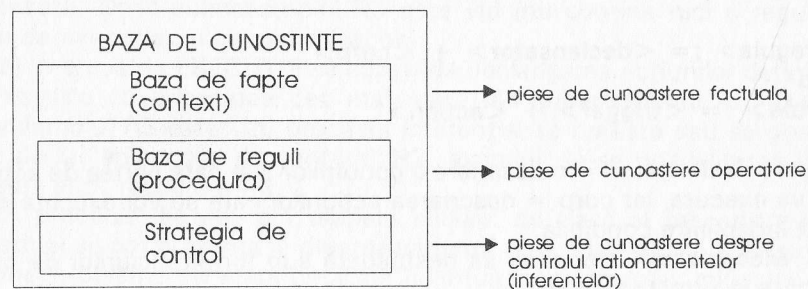 BAZA DE CUNOSTINTE
Baza de fapte
(context)
piese de cunoastere factuala
Baza de reguli
(procedura)
piese de cunoastere operatorie
Strategia de
control
piese de cunoastere despre
controlul rationamentelor
(inferentelor)